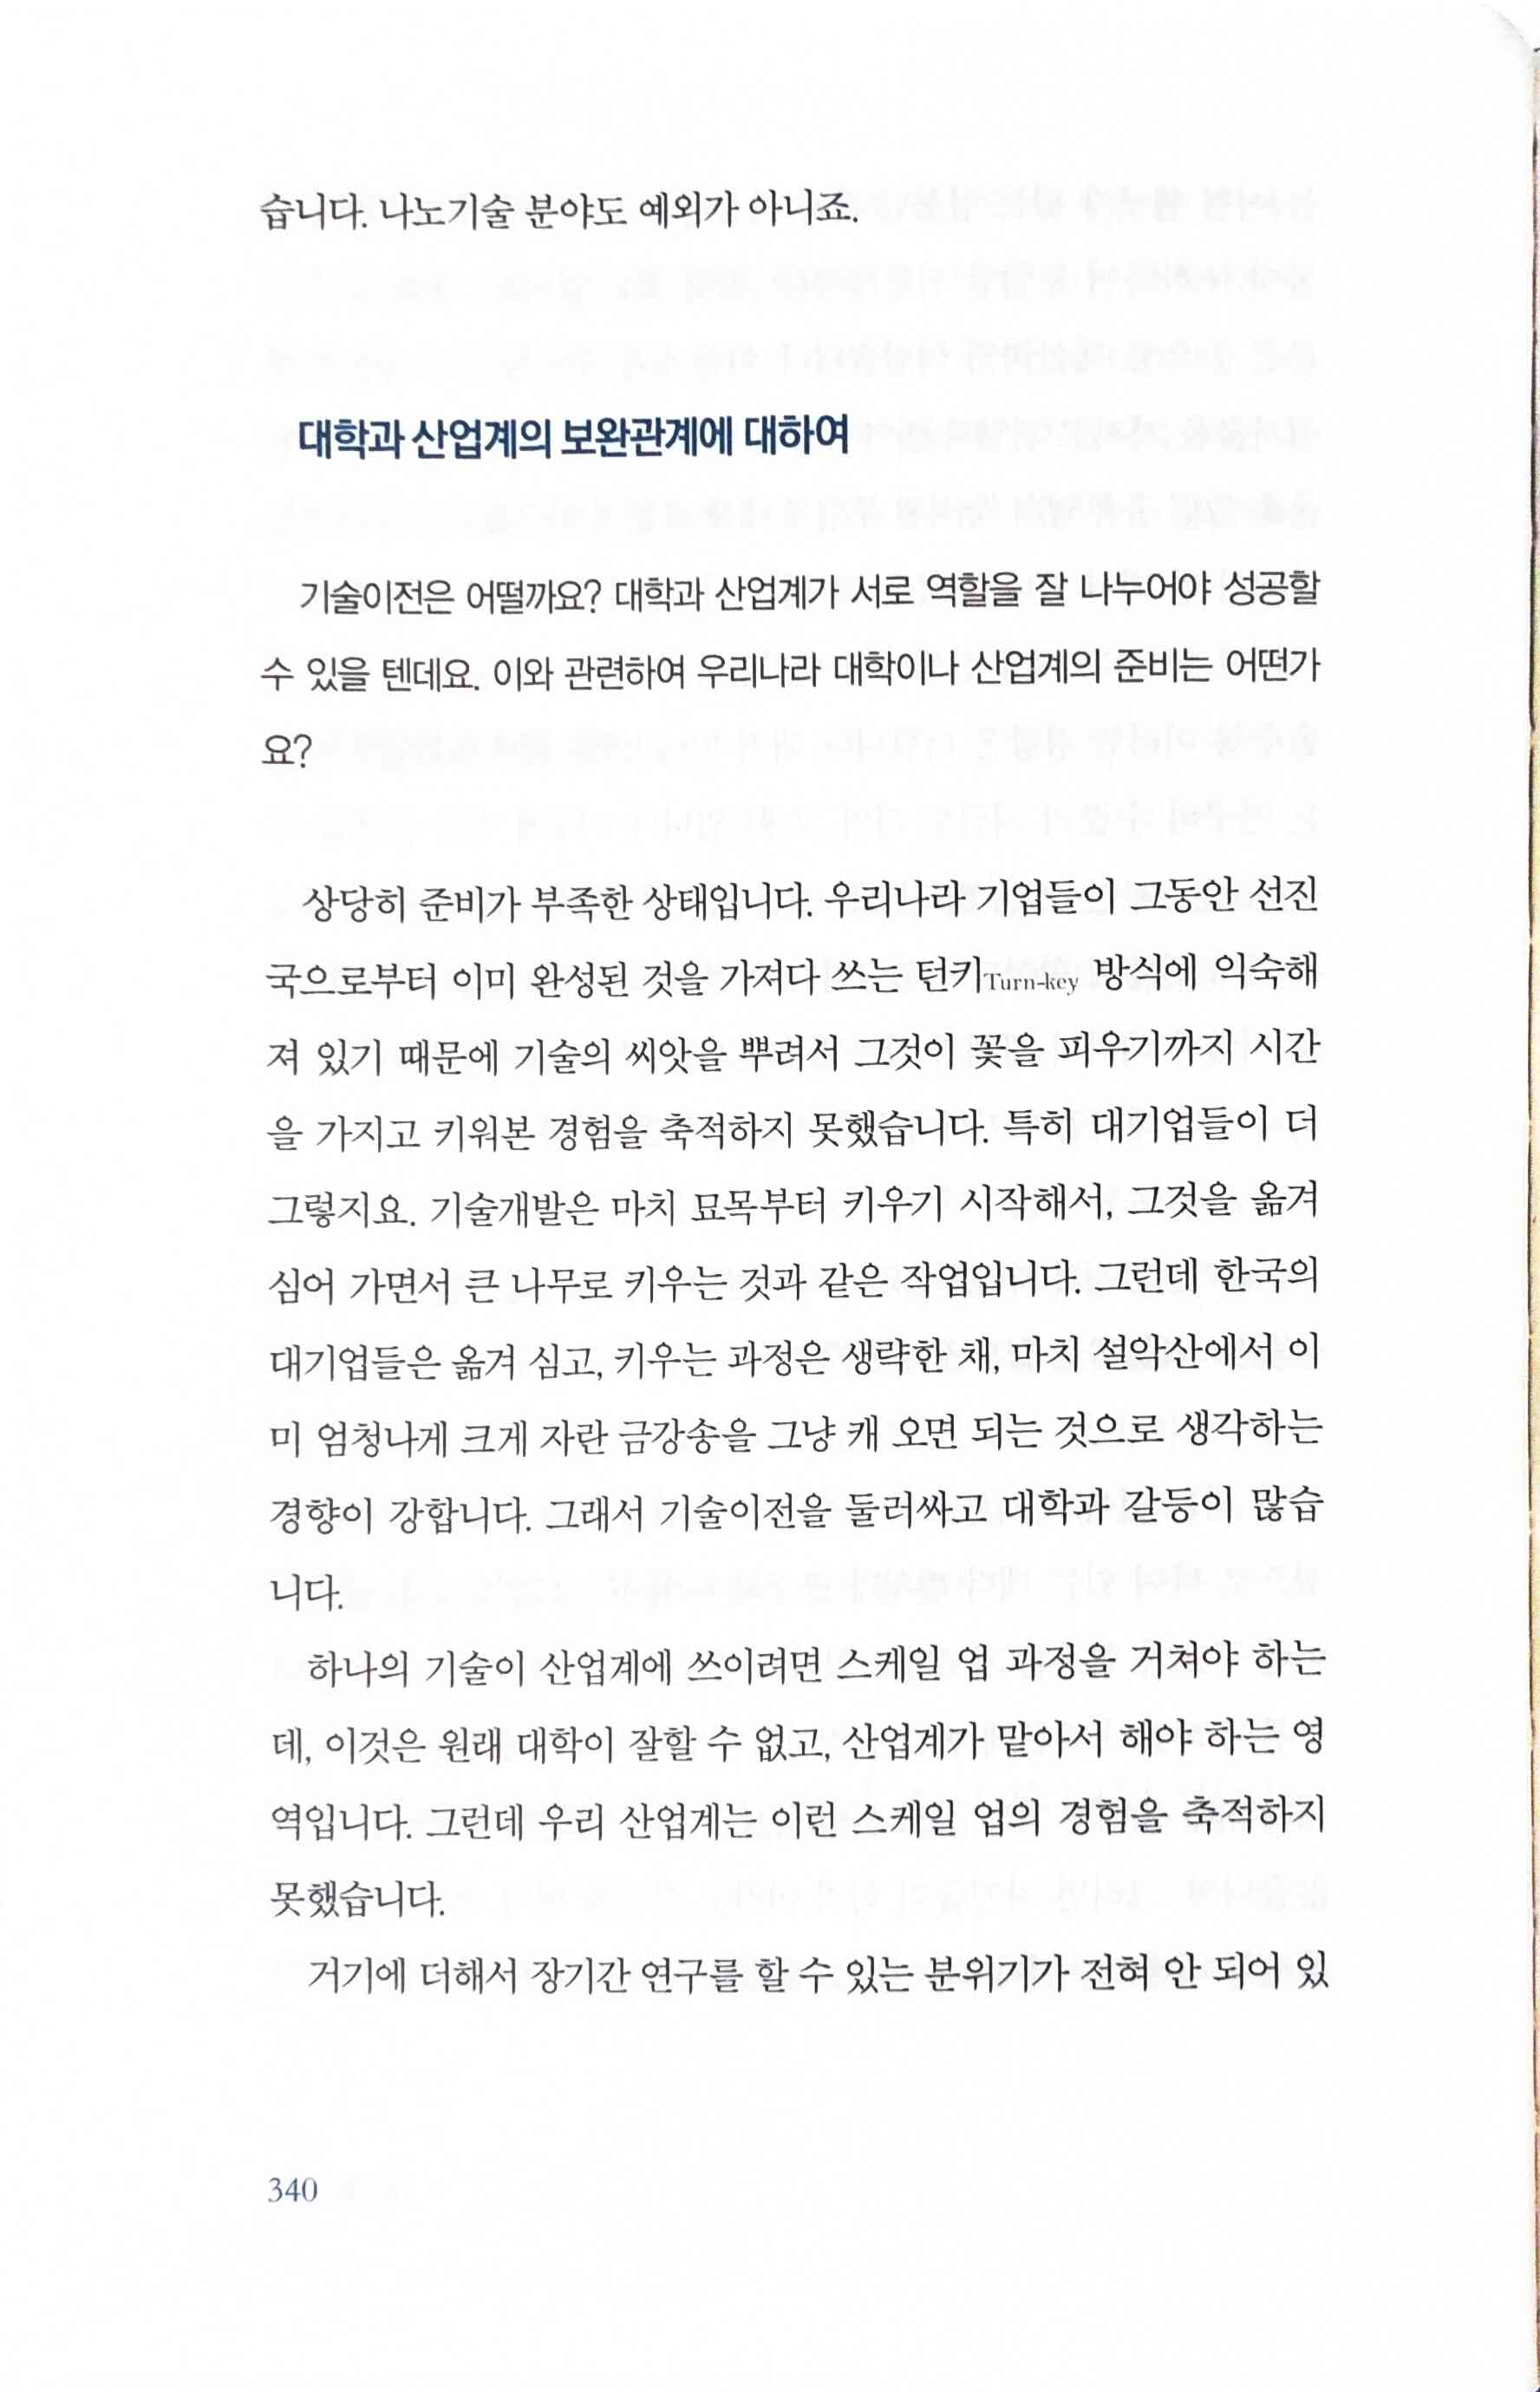 습니다. 나노기술 분야도 예외가 아니죠.
대학과 산업계의 보완관계에 대하여
기술이전은 어떨까요? 대학과 산업계가 서로 역할을 잘 나누어야 성공할
수 있을 텐데요. 이와 관련하여 우리나라 대학이나 산업계의 준비는 어떤가
요?
상당히 준비가 부족한 상태입니다. 우리나라 기업들이 그동안 선진
국으로부터 이미 완성된 것을 가져다 쓰는 턴키Turn-key 방식에 익숙해
져 있기 때문에 기술의 씨앗을 뿌려서 그것이 꽃을 피우기까지 시간
을 가지고 키워본 경험을 축적하지 못했습니다. 특히 대기업들이 더
그렇지요. 기술개발은 마치 묘목부터 키우기 시작해서, 그것을 옮겨
심어 가면서 큰 나무로 키우는 것과 같은 작업입니다. 그런데 한국의
대기업들은 옮겨 심고, 키우는 과정은 생략한 채, 마치 설악산에서 이
미 엄청나게 크게 자란 금강송을 그냥 캐 오면 되는 것으로 생각하는
경향이 강합니다. 그래서 기술이전을 둘러싸고 대학과 갈등이 많습
니다.
하나의 기술이 산업계에 쓰이려면 스케일 업 과정을 거쳐야 하는
데, 이것은 원래 대학이 잘할 수 없고, 산업계가 맡아서 해야 하는 영
역입니다. 그런데 우리 산업계는 이런 스케일 업의 경험을 축적하지
못했습니다.
거기에 더해서 장기간 연구를 할 수 있는 분위기가 전혀 안 되어 있
340